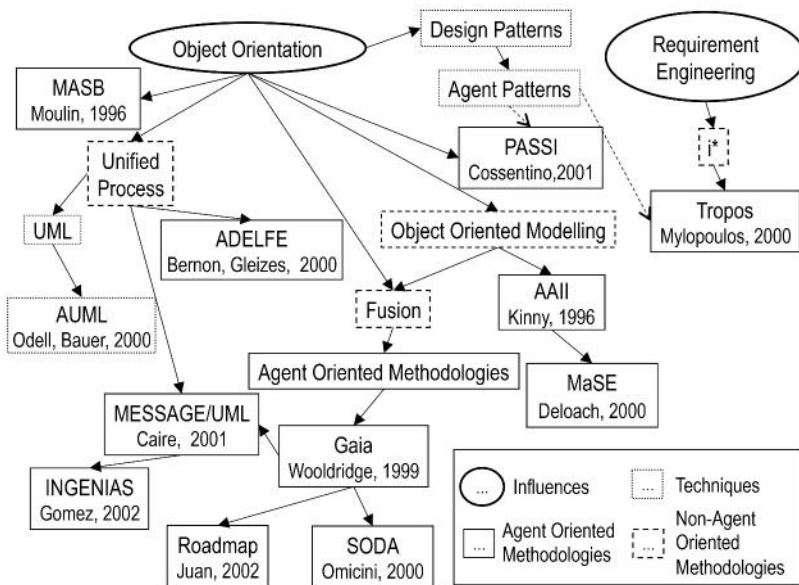 Object Orientation
Design Patterns
Requirement
Engineering
MASB
Moulin, 1996
Agent Patterns
Unified
Process
PASSI
Cossentino,2001
i*
UML
ADELFE
Bernon, Gleizes, 2000
Object Oriented Modelling
Tropos
Mylopoulos, 2000
AUML
Odell, Bauer, 2000
Fusion
AAII
Kinny, 1996
Agent Oriented Methodologies
MaSE
Deloach, 2000
MESSAGE/UML
Caire, 2001
Gaia
Wooldridge, 1999
INGENIAS
Gomez, 2002
Roadmap
Juan, 2002
SODA
Omicini, 2000
... Influences
... Techniques
... Agent Oriented
Methodologies
... Non-Agent
Oriented
Methodologies